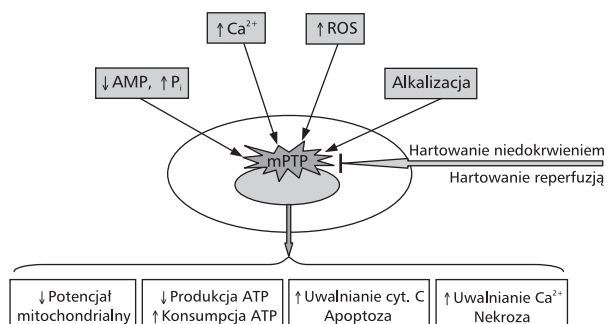 ↑ Ca²⁺
↑ ROS
↓ AMP, ↑ Pᵢ
Alkalizacja
mPTP
Hartowanie niedokrwieniem
Hartowanie reperfuzją
↓ Potencjał
mitochondrialny
↓ Produkcja ATP
↑ Konsumpcja ATP
↑ Uwalnianie cyt. C
Apoptoza
↑ Uwalnianie Ca²⁺
Nekroza